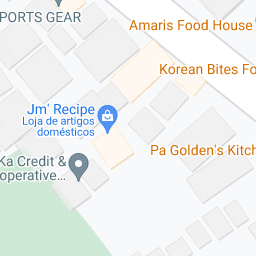 PORTS GEAR
Amaris Food House
Korean Bites Fo
Jm' Recipe
Loja de artigos
domésticos
Pa Golden's Kitch
Ka Credit &
operative...